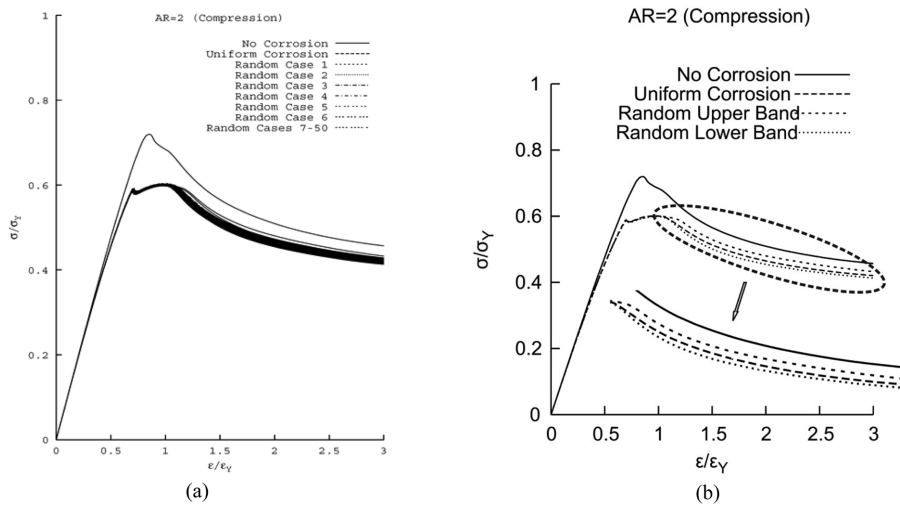 AR=2 (Compression)
No Corrosion
Uniform Corrosion
Random Case 1
Random Case 2
Random Case 3
Random Case 4
Random Case 5
Random Case 6
Random Cases 7-50
1
0.8
0.6
0.4
0.2
0
σ/σY
0 0.5 1 1.5 2 2.5 3
ε/εY
(a)
AR=2 (Compression)
No Corrosion
Uniform Corrosion
Random Upper Band
Random Lower Band
1
0.8
0.6
0.4
0.2
0
σ/σY
0 0.5 1 1.5 2 2.5 3
ε/εY
(b)